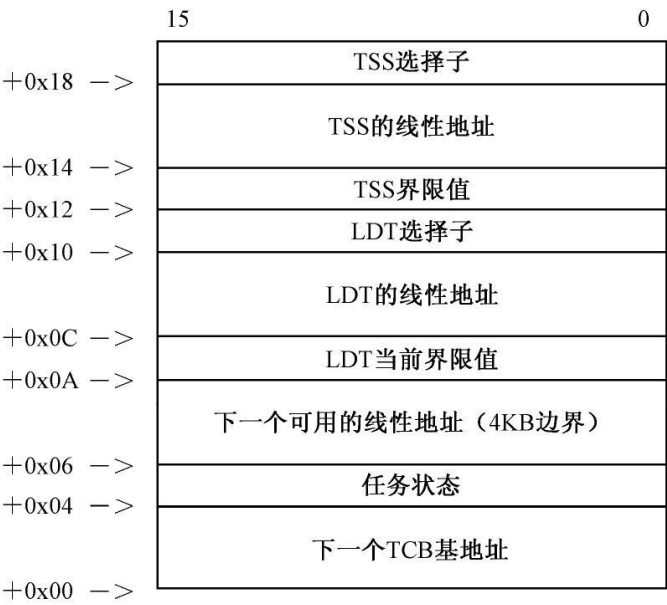 15 0
TSS选择子
+0x18 ->
TSS的线性地址
+0x14 ->
TSS界限值
+0x12 ->
LDT选择子
+0x10 ->
LDT的线性地址
+0x0C ->
LDT当前界限值
+0x0A ->
下一个可用的线性地址（4KB边界）
+0x06 ->
任务状态
+0x04 ->
下一个TCB基地址
+0x00 ->